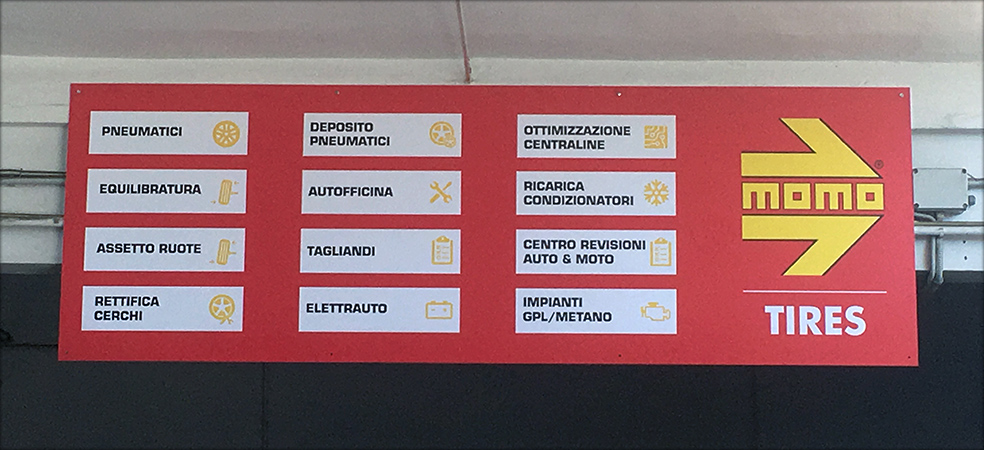 PNEUMATICI
EQUILIBRATURA
ASSETTO RUOTE
RETTIFICA
CERCHI
DEPOSITO
PNEUMATICI
AUTOFFICINA
TAGLIANDI
ELETTRAUTO
OTTIMIZZAZIONE
CENTRALINE
RICARICA
CONDIZIONATORI
CENTRO REVISIONI
AUTO & MOTO
IMPIANTI
GPL/METANO
momo®
TIRES